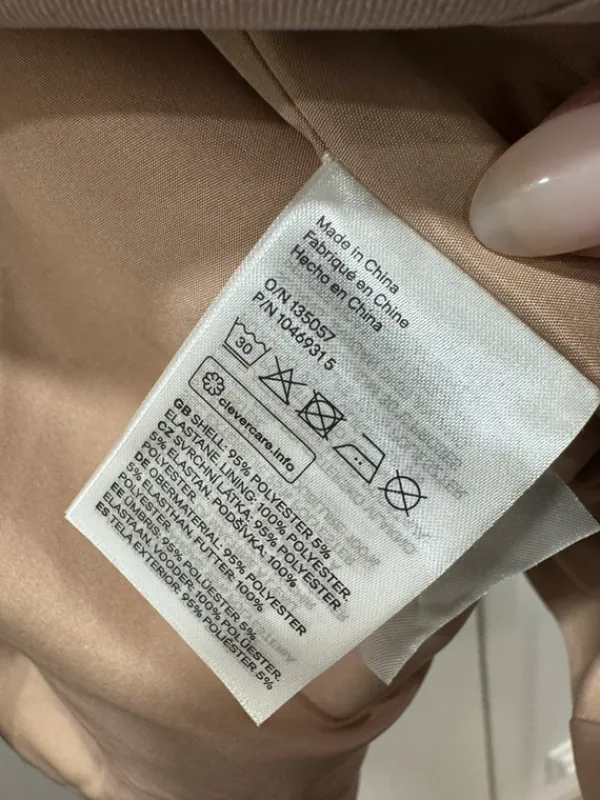 Made in China
Fabriqué en Chine
Hecho en China
O/N 135057
P/N 1046931 5
30
clevercare.info
GB SHELL: 95% POLYESTER 5%
ELASTANE. LINING: 100% POLYESTER.
CZ SVRCHNÍ LÁTKA: 95% POLYESTER
5% ELASTAN. PODŠÍVKA: 100%
POLYESTER.
DE OBERMATERIAL: 95% POLYESTER
5% ELASTHAN. FUTTER: 100%
POLYESTER.
EE ÜMBRIS: 95% POLÜESTER 5%
ELASTAAN. VOODER: 100% POLÜESTER.
ES TELA EXTERIOR: 95% POLIÉSTER 5%